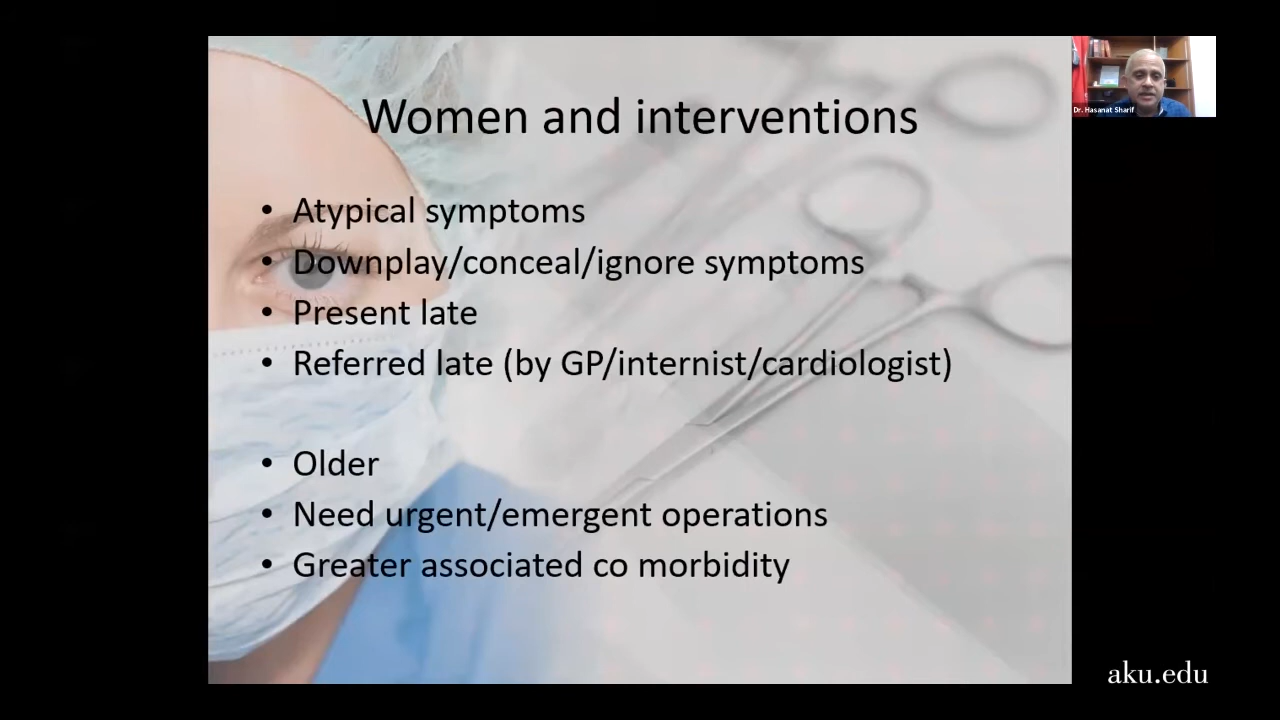 Women and interventions
• Atypical symptoms
• Downplay/conceal/ignore symptoms
• Present late
• Referred late (by GP/internist/cardiologist)
• Older
• Need urgent/emergent operations
• Greater associated co morbidity
Dr. Hasanat Sharif
aku.edu